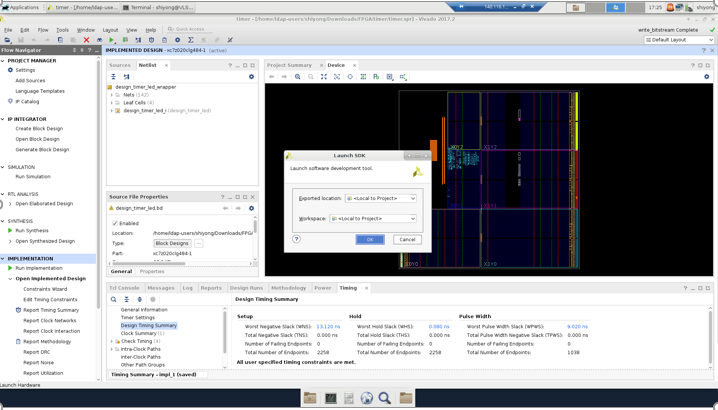 Applications
timer - [/home/ldap-use...
Terminal - shiyong@VLS...
17:25
timer - [/home/ldap-users/shiyong/Downloads/FPGA/timer/timer.xpr] - Vivado 2017.2
File Edit Flow Tools Window Layout View Help Quick Access
write_bitstream Complete
Default Layout
Flow Navigator
IMPLEMENTED DESIGN - xc7z020clg484-1 (active)
PROJECT MANAGER
Settings
Add Sources
Language Templates
IP Catalog
IP INTEGRATOR
Create Block Design
Open Block Design
Generate Block Design
SIMULATION
Run Simulation
RTL ANALYSIS
Open Elaborated Design
SYNTHESIS
Run Synthesis
Open Synthesized Design
IMPLEMENTATION
Run Implementation
Open Implemented Design
Constraints Wizard
Edit Timing Constraints
Report Timing Summary
Report Clock Networks
Report Clock Interaction
Report Methodology
Report DRC
Report Noise
Report Utilization
Launch Hardware
Sources Netlist
design_timer_led_wrapper
Nets (142)
Leaf Cells (4)
design_timer_led_i (design_timer_led)
Source File Properties
design_timer_led.bd
Enabled
Location: /home/ldap-users/shiyong/Downloads/FPG
Type: Block Designs
Part: xc7z020clg484-1
General Properties
Project Summary Device
X0Y2 X1Y2
X1Y1
X0Y0 X1Y0
Launch SDK
Launch software development tool.
Exported location: <Local to Project>
Workspace: <Local to Project>
OK Cancel
Tcl Console Messages Log Reports Design Runs Methodology Power Timing
General Information
Timer Settings
Design Timing Summary
Clock Summary (1)
Check Timing (4)
Intra-Clock Paths
Inter-Clock Paths
Other Path Groups
Timing Summary - impl_1 (saved)
Design Timing Summary
Setup Hold Pulse Width
Worst Negative Slack (WNS): 13.120 ns Worst Hold Slack (WHS): 0.080 ns Worst Pulse Width Slack (WPWS): 9.020 ns
Total Negative Slack (TNS): 0.000 ns Total Hold Slack (THS): 0.000 ns Total Pulse Width Negative Slack (TPWS): 0.000 ns
Number of Failing Endpoints: 0 Number of Failing Endpoints: 0 Number of Failing Endpoints: 0
Total Number of Endpoints: 2258 Total Number of Endpoints: 2258 Total Number of Endpoints: 1038
All user specified timing constraints are met.